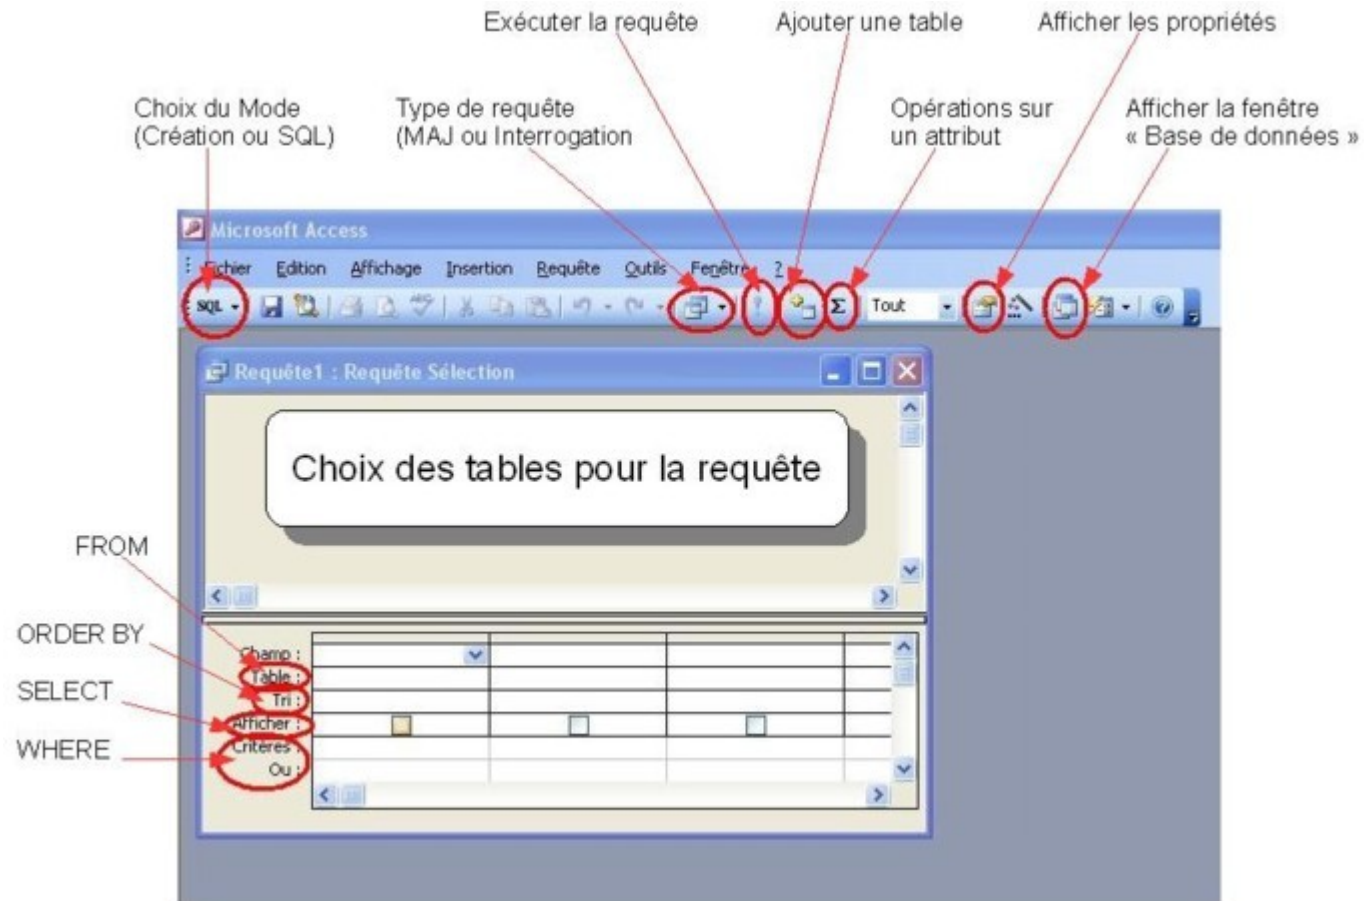 Exécuter la requête
Ajouter une table
Afficher les propriétés
Choix du Mode
(Création ou SQL)
Type de requête
(MAJ ou Interrogation
Opérations sur
un attribut
Afficher la fenêtre
« Base de données »
Microsoft Access
Fichier Edition Affichage Insertion Requête Outils Fenêtre ?
SQL Σ Tout
Requête1 : Requête Sélection
Choix des tables pour la requête
FROM
ORDER BY
SELECT
WHERE
Champ :
Table :
Tri :
Afficher :
Critères :
Ou :